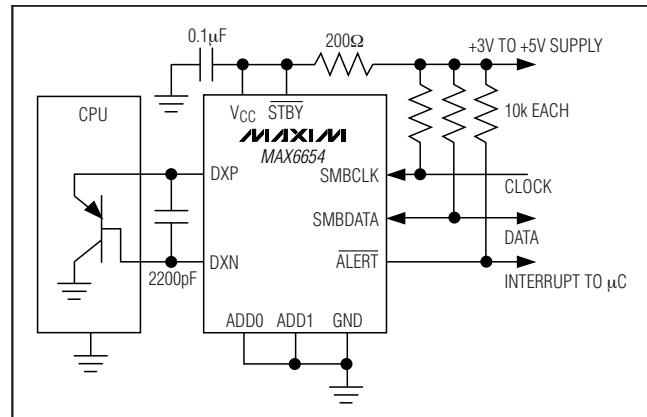 0.1µF
200Ω
+3V TO +5V SUPPLY
CPU
VCC
STBY
10k EACH
MAXIM
MAX6654
DXP
SMBCLK
CLOCK
SMBDATA
DATA
2200pF
DXN
ALERT
INTERRUPT TO µC
ADD0
ADD1
GND